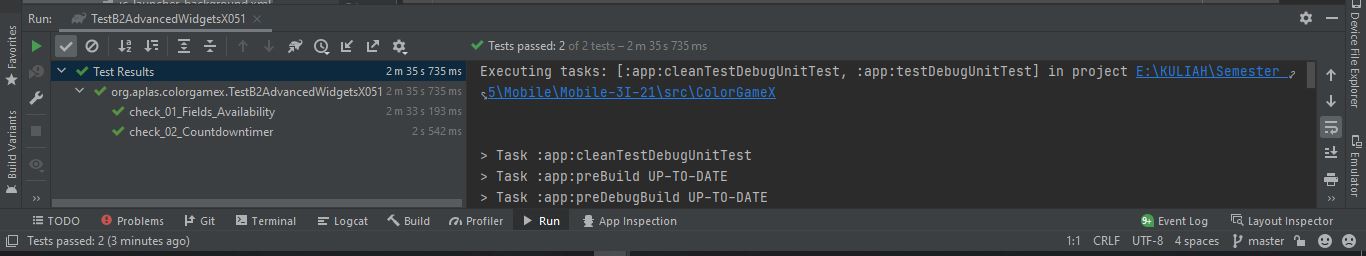 ic_launcher_background.xml
Run: TestB2AdvancedWidgetsX051
Tests passed: 2 of 2 tests – 2 m 35 s 735 ms
Test Results 2 m 35 s 735 ms
org.aplas.colorgamex.TestB2AdvancedWidgetsX051 2 m 35 s 735 ms
check_01_Fields_Availability 2 m 33 s 193 ms
check_02_Countdowntimer 2 s 542 ms
Executing tasks: [:app:cleanTestDebugUnitTest, :app:testDebugUnitTest] in project E:\KULIAH\Semester
5\Mobile\Mobile-3I-21\src\ColorGameX
> Task :app:cleanTestDebugUnitTest
> Task :app:preBuild UP-TO-DATE
> Task :app:preDebugBuild UP-TO-DATE
Favorites
Build Variants
Device File Explorer
Emulator
TODO Problems Git Terminal Logcat Build Profiler Run App Inspection 9+ Event Log Layout Inspector
Tests passed: 2 (3 minutes ago) 1:1 CRLF UTF-8 4 spaces master